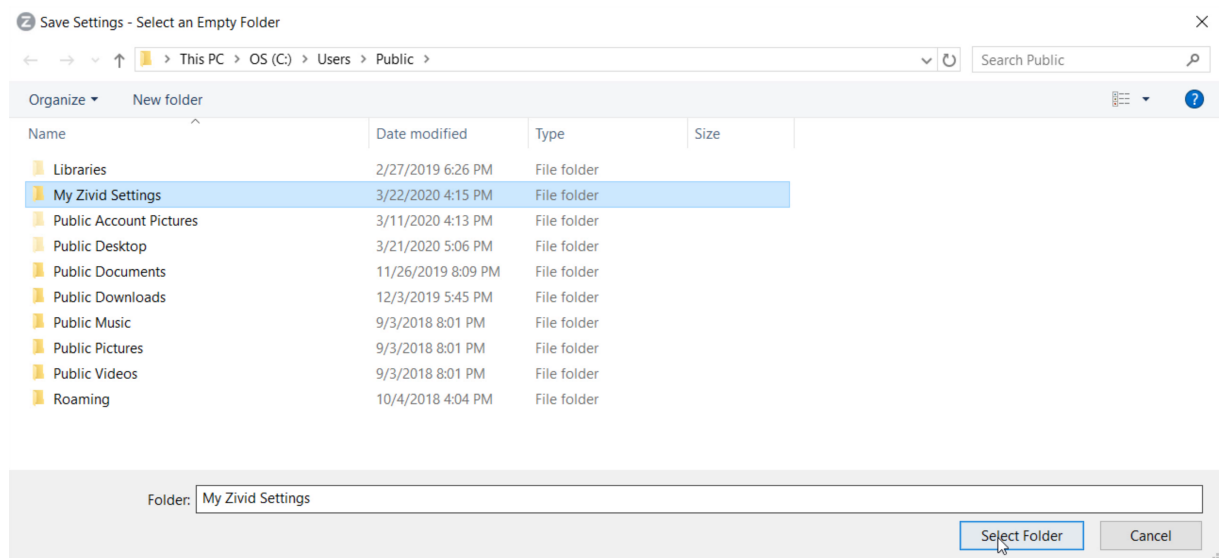 Save Settings - Select an Empty Folder
This PC > OS (C:) > Users > Public >
Search Public
Organize New folder
Name Date modified Type Size
Libraries 2/27/2019 6:26 PM File folder
My Zivid Settings 3/22/2020 4:15 PM File folder
Public Account Pictures 3/11/2020 4:13 PM File folder
Public Desktop 3/21/2020 5:06 PM File folder
Public Documents 11/26/2019 8:09 PM File folder
Public Downloads 12/3/2019 5:45 PM File folder
Public Music 9/3/2018 8:01 PM File folder
Public Pictures 9/3/2018 8:01 PM File folder
Public Videos 9/3/2018 8:01 PM File folder
Roaming 10/4/2018 4:04 PM File folder
Folder: My Zivid Settings
Select Folder Cancel